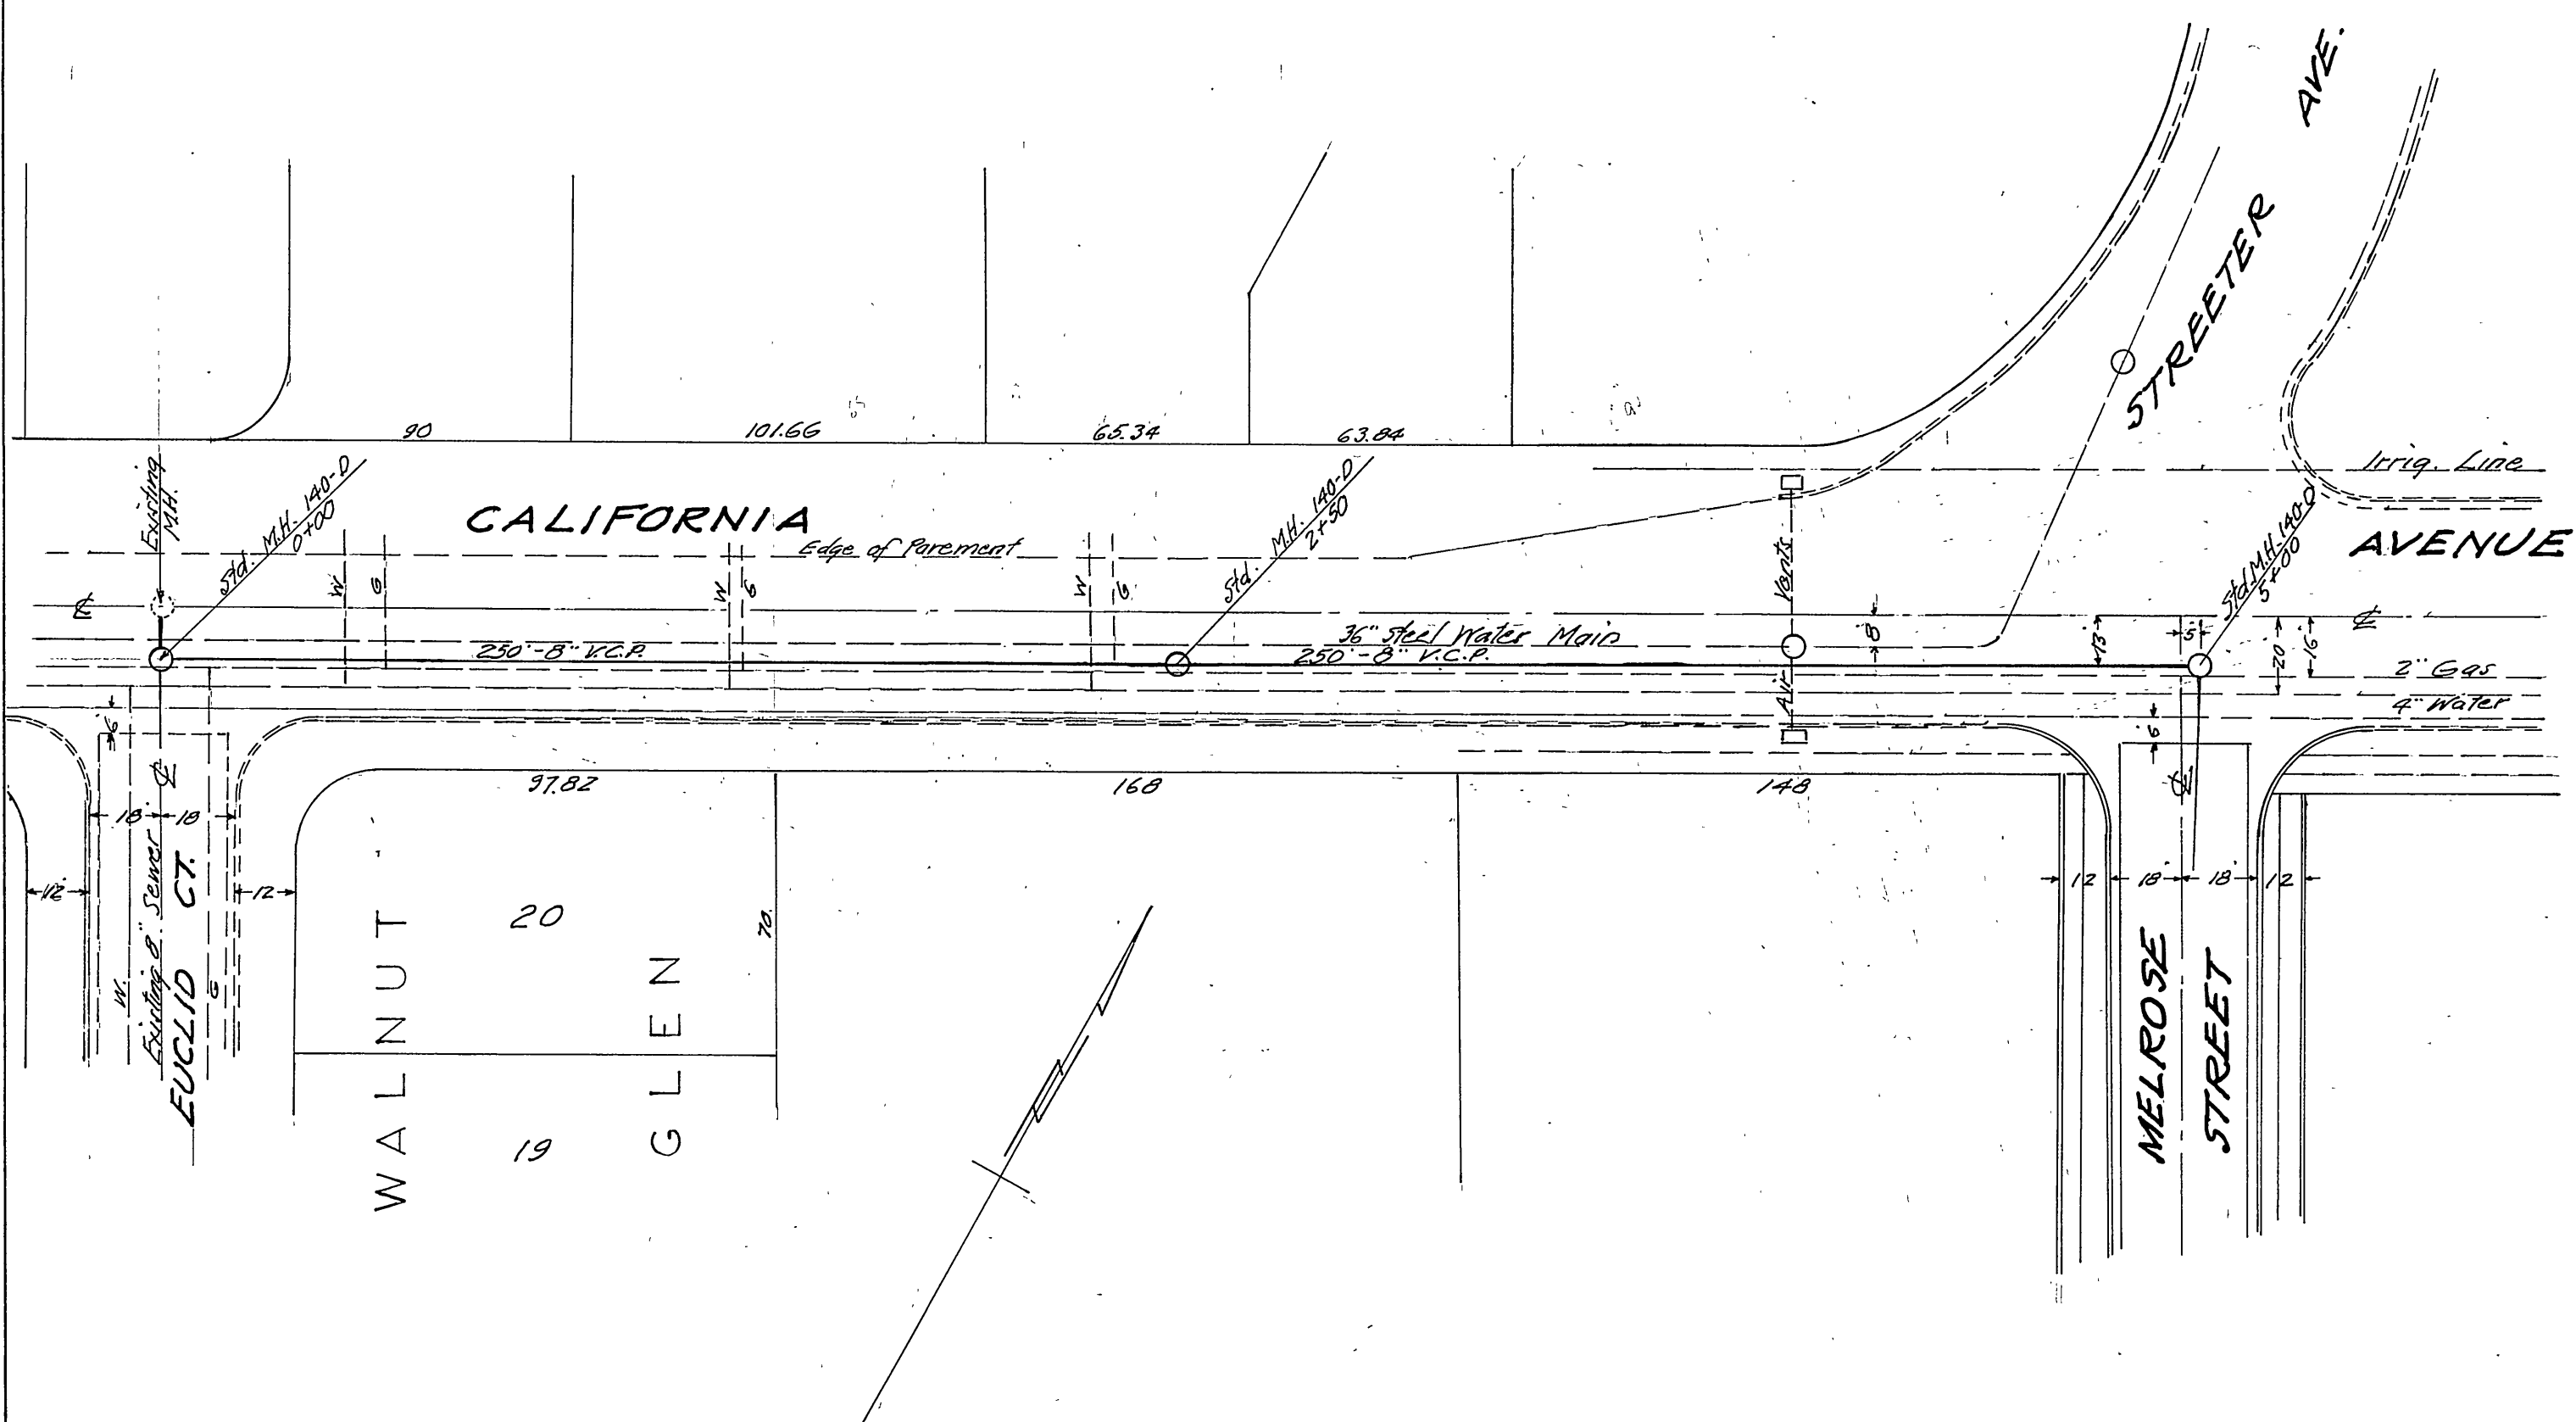 STREETER AVE.
90
101.66
65.34
63.84
Irrig. Line
Existing
M.H.
Std. M.H. 140-D
0+00
CALIFORNIA
Edge of Pavement
Std. M.H. 140-D
2+50
Air Vents
Std. M.H. 140-D
5+00
AVENUE
W
G
W
G
W
G
℄
℄
250'-8" V.C.P.
36" Steel Water Main
250'-8" V.C.P.
8'
13'
5'
20'
16'
2" Gas
4" Water
6'
6'
℄
℄
97.82
168
148
18'
18'
12'
12'
12
18'
18'
12
W.
Existing 8" Sewer
G
EUCLID CT.
WALNUT
GLEN
20
70.
19
MELROSE
STREET